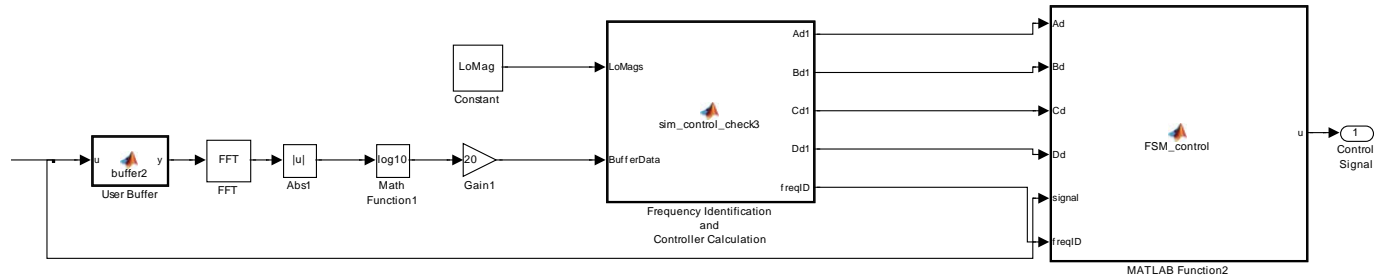 u
buffer2
y
User Buffer
FFT
FFT
|u|
Abs1
log10
Math
Function1
20
Gain1
LoMag
Constant
LoMags
BufferData
sim_control_check3
Ad1
Bd1
Cd1
Dd1
freqID
Frequency Identification
and
Controller Calculation
Ad
Bd
Cd
Dd
signal
freqID
FSM_control
u
MATLAB Function2
1
Control
Signal